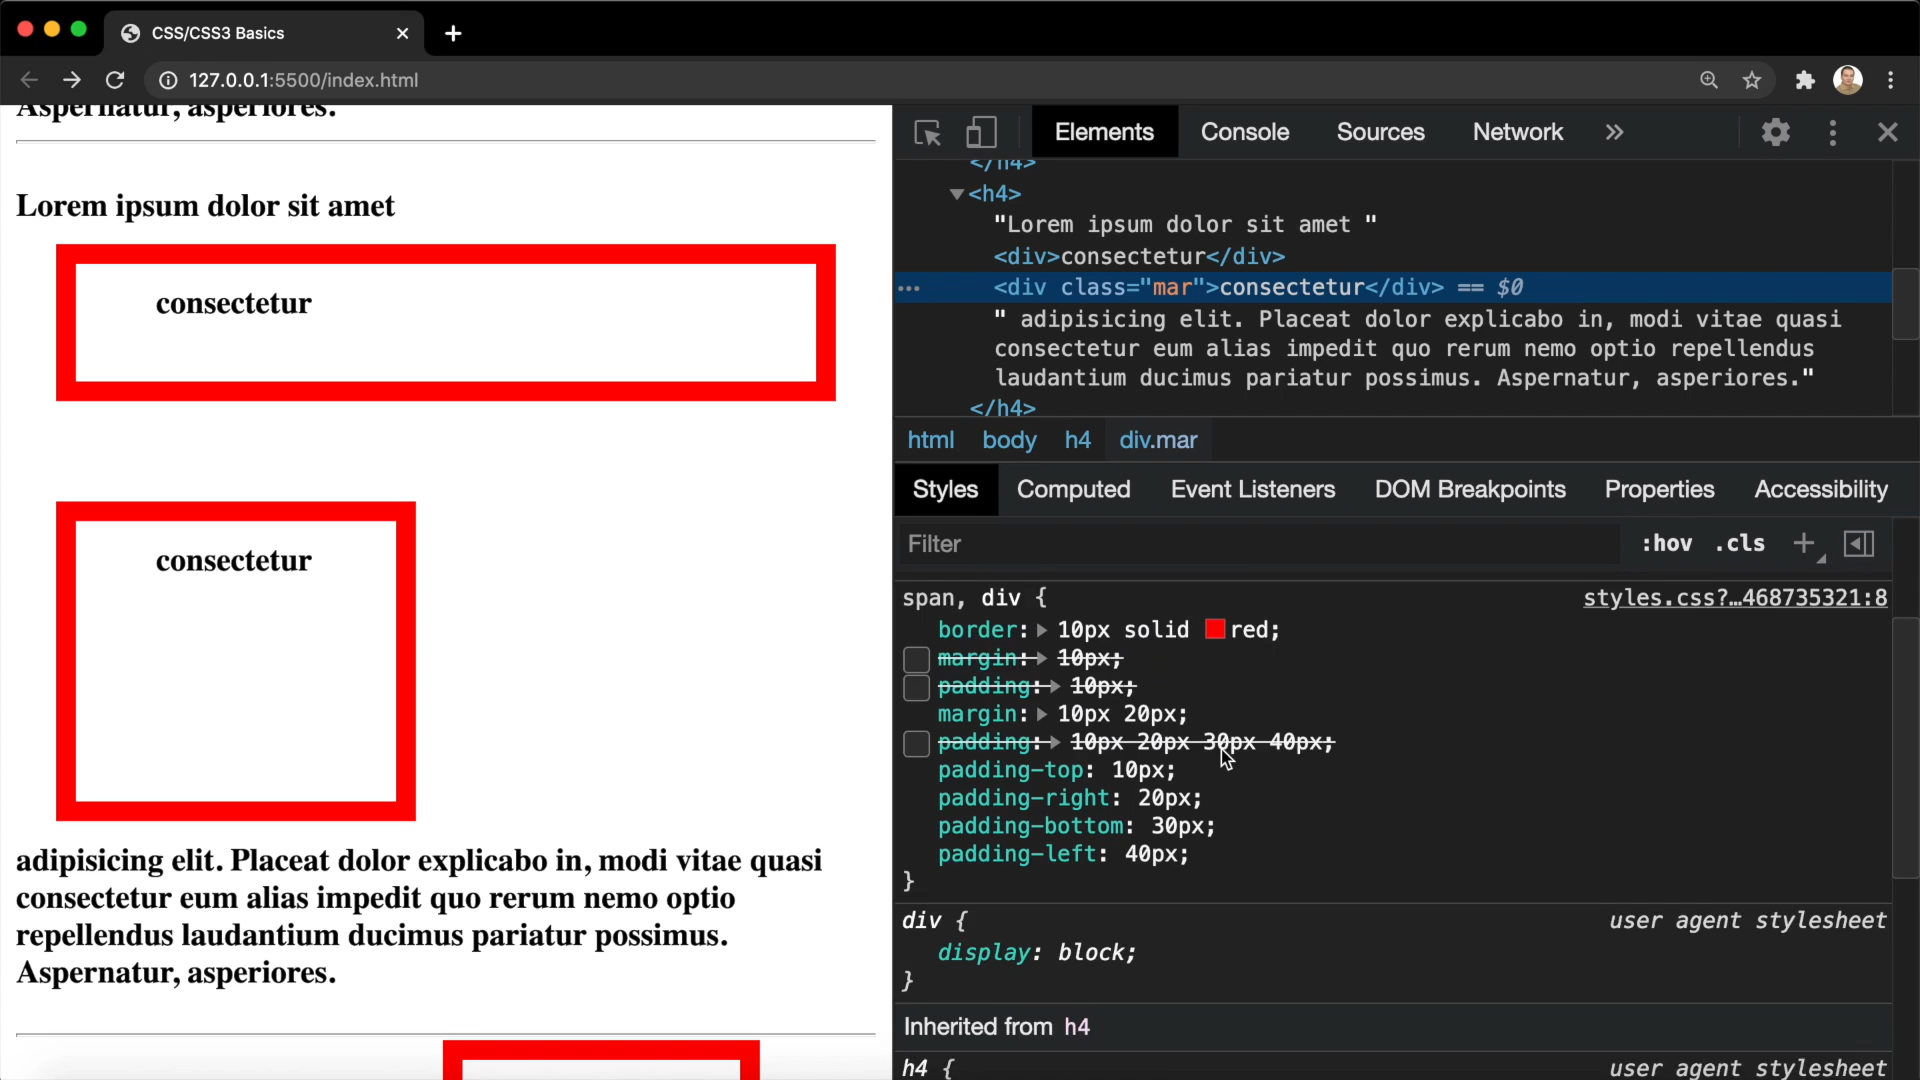 CSS/CSS3 Basics
127.0.0.1:5500/index.html
Aspernatur, asperiores.
Lorem ipsum dolor sit amet
consectetur
consectetur
adipisicing elit. Placeat dolor explicabo in, modi vitae quasi
consectetur eum alias impedit quo rerum nemo optio
repellendus laudantium ducimus pariatur possimus.
Aspernatur, asperiores.
Elements Console Sources Network »
</h4>
<h4>
"Lorem ipsum dolor sit amet "
<div>consectetur</div>
<div class="mar">consectetur</div> == $0
" adipisicing elit. Placeat dolor explicabo in, modi vitae quasi
consectetur eum alias impedit quo rerum nemo optio repellendus
laudantium ducimus pariatur possimus. Aspernatur, asperiores."
</h4>
html body h4 div.mar
Styles Computed Event Listeners DOM Breakpoints Properties Accessibility
Filter :hov .cls
span, div { styles.css?…468735321:8
border: 10px solid red;
margin: 10px;
padding: 10px;
margin: 10px 20px;
padding: 10px 20px 30px 40px;
padding-top: 10px;
padding-right: 20px;
padding-bottom: 30px;
padding-left: 40px;
}
div { user agent stylesheet
display: block;
}
Inherited from h4
h4 { user agent stylesheet